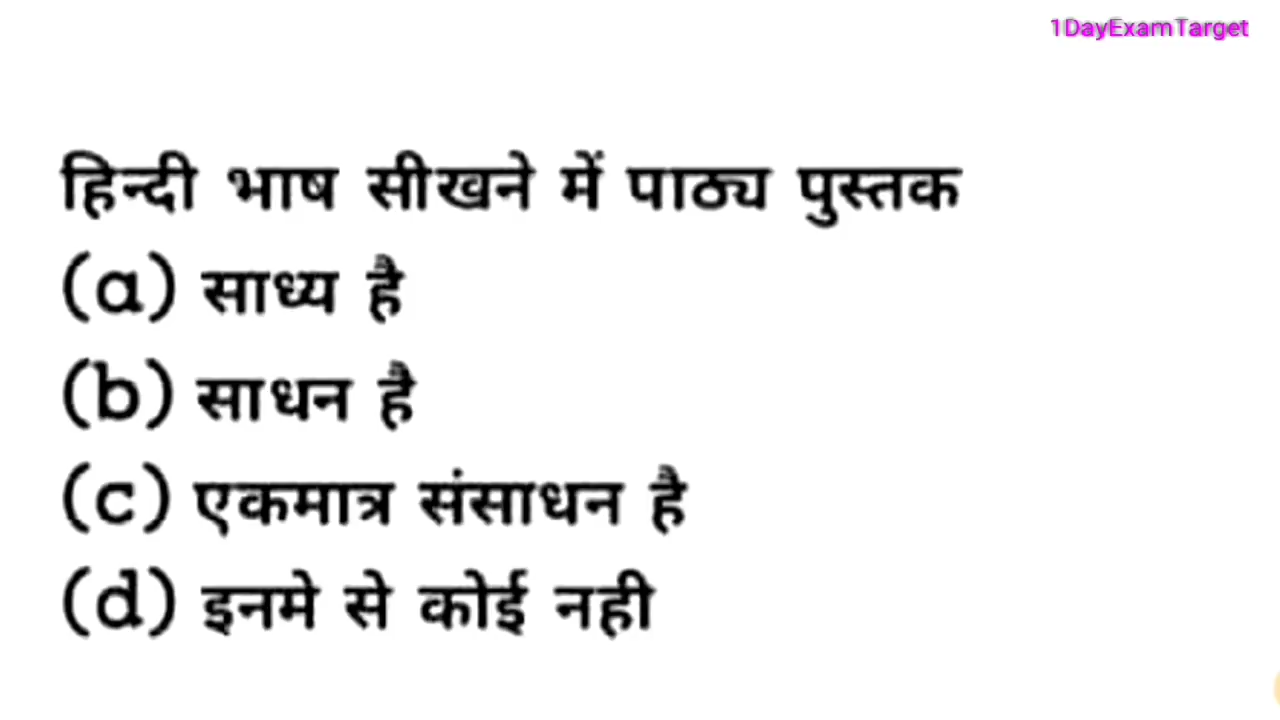 1DayExamTarget
हिन्दी भाष सीखने में पाठ्य पुस्तक
(a) साध्य है
(b) साधन है
(c) एकमात्र संसाधन है
(d) इनमे से कोई नही